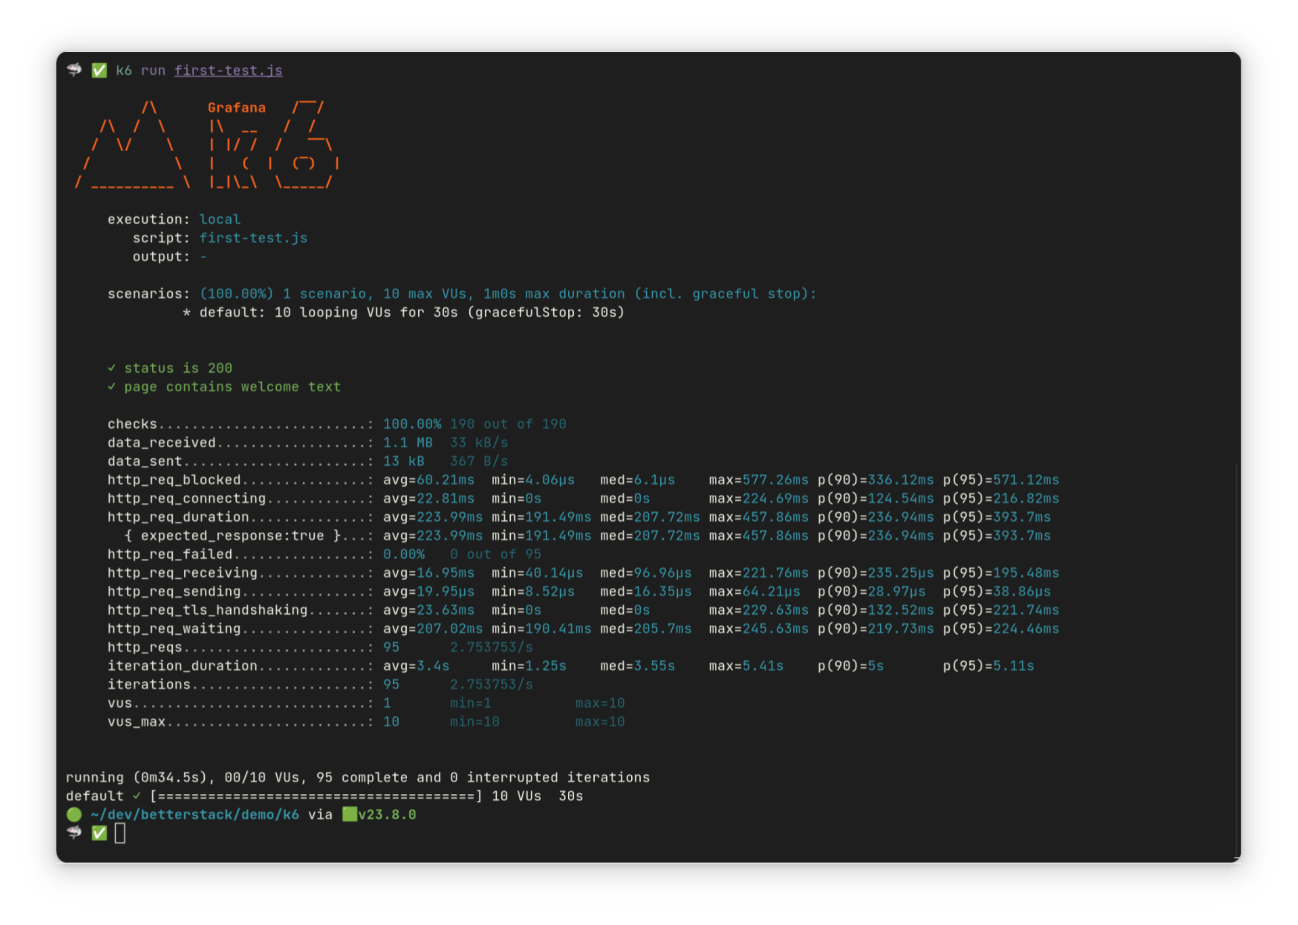 k6 run first-test.js
         /\      Grafana   /‾‾/
    /\  /  \     |\  __   /  /
   /  \/    \    | |/ /  /   ‾‾\
  /          \   |   (  |  (‾)  |
 / __________ \  |_|\_\  \_____/
execution: local
script: first-test.js
output: -
scenarios: (100.00%) 1 scenario, 10 max VUs, 1m0s max duration (incl. graceful stop):
* default: 10 looping VUs for 30s (gracefulStop: 30s)
✓ status is 200
✓ page contains welcome text
checks.........................: 100.00% 190 out of 190
data_received..................: 1.1 MB  33 kB/s
data_sent......................: 13 kB   367 B/s
http_req_blocked...............: avg=60.21ms  min=4.06µs   med=6.1µs    max=577.26ms p(90)=336.12ms p(95)=571.12ms
http_req_connecting............: avg=22.81ms  min=0s       med=0s       max=224.69ms p(90)=124.54ms p(95)=216.82ms
http_req_duration..............: avg=223.99ms min=191.49ms med=207.72ms max=457.86ms p(90)=236.94ms p(95)=393.7ms
{ expected_response:true }...: avg=223.99ms min=191.49ms med=207.72ms max=457.86ms p(90)=236.94ms p(95)=393.7ms
http_req_failed................: 0.00%   0 out of 95
http_req_receiving.............: avg=16.95ms  min=40.14µs  med=96.96µs  max=221.76ms p(90)=235.25µs p(95)=195.48ms
http_req_sending...............: avg=19.95µs  min=8.52µs   med=16.35µs  max=64.21µs  p(90)=28.97µs  p(95)=38.86µs
http_req_tls_handshaking.......: avg=23.63ms  min=0s       med=0s       max=229.63ms p(90)=132.52ms p(95)=221.74ms
http_req_waiting...............: avg=207.02ms min=190.41ms med=205.7ms  max=245.63ms p(90)=219.73ms p(95)=224.46ms
http_reqs......................: 95      2.753753/s
iteration_duration.............: avg=3.4s     min=1.25s    med=3.55s    max=5.41s    p(90)=5s       p(95)=5.11s
iterations.....................: 95      2.753753/s
vus............................: 1       min=1          max=10
vus_max........................: 10      min=10         max=10
running (0m34.5s), 00/10 VUs, 95 complete and 0 interrupted iterations
default ✓ [======================================] 10 VUs  30s
~/dev/betterstack/demo/k6 via v23.8.0